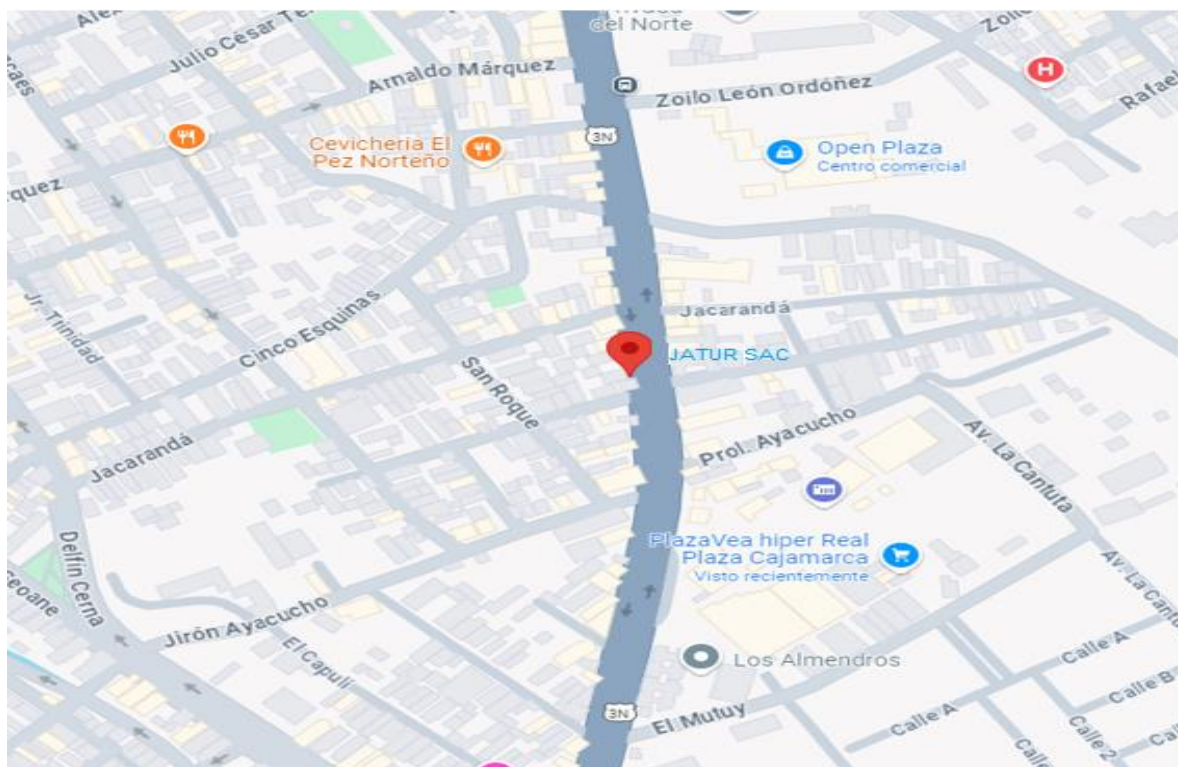 del Norte
Julio César Te
Arnaldo Márquez
Zoilo León Ordóñez
Zoilo
H
Rafael
3N
Cevichería El
Pez Norteño
Open Plaza
Centro comercial
Cinco Esquinas
Jr. Trinidad
Jacarandá
JATUR SAC
San Roque
Jacarandá
Prol. Ayacucho
Av. La Cantuta
PlazaVea hiper Real
Plaza Cajamarca
Visto recientemente
Delfín Cerna
Seoane
Jirón Ayacucho
El Capulí
Los Almendros
Av. La Cantu
Calle A
Calle B
Calle A
Calle 2
3N
El Mutuy